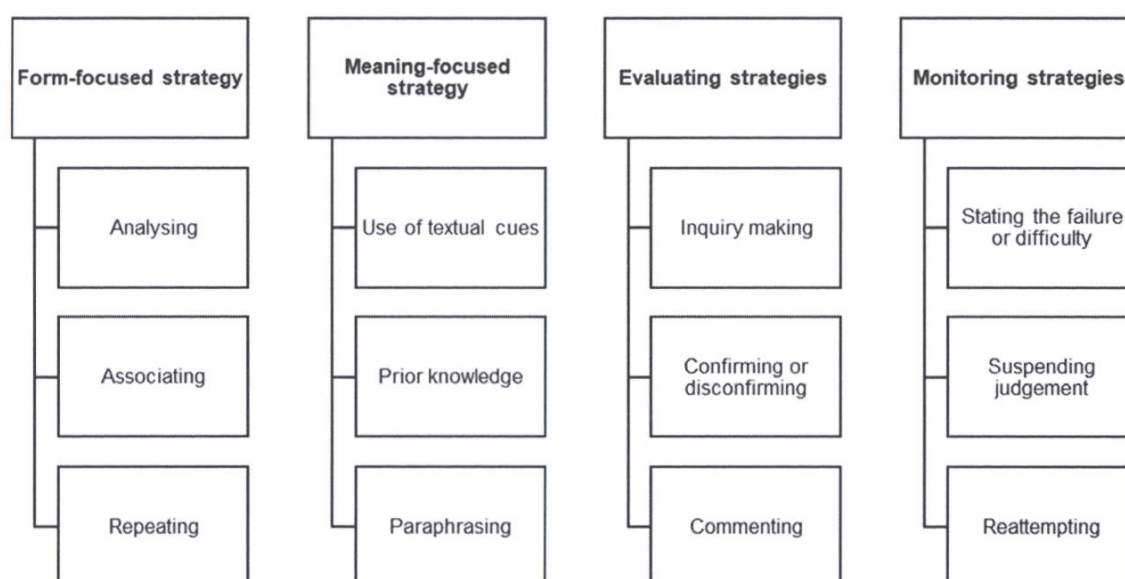 Form-focused strategy
Analysing
Associating
Repeating
Meaning-focused
strategy
Use of textual cues
Prior knowledge
Paraphrasing
Evaluating strategies
Inquiry making
Confirming or
disconfirming
Commenting
Monitoring strategies
Stating the failure
or difficulty
Suspending
judgement
Reattempting